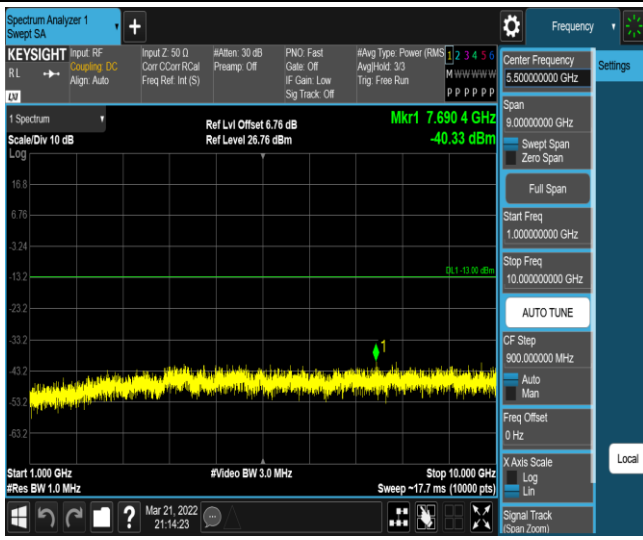 Spectrum Analyzer 1
Swept SA
Frequency
KEYSIGHT
RL
Input: RF
Coupling: DC
Align: Auto
Input Z: 50 Ω
Corr CCorr RCal
Freq Ref: Int (S)
#Atten: 30 dB
Preamp: Off
PNO: Fast
Gate: Off
IF Gain: Low
Sig Track: Off
#Avg Type: Power (RMS
Avg|Hold: 3/3
Trig: Free Run
1 2 3 4 5 6
M W W W W W
P P P P P P
LXI
1 Spectrum
Scale/Div 10 dB
Log
Ref Lvl Offset 6.76 dB
Ref Level 26.76 dBm
Mkr1 7.690 4 GHz
-40.33 dBm
16.8
6.76
-3.24
-13.2
-23.2
-33.2
-43.2
-53.2
-63.2
DL1 -13.00 dBm
1
Start 1.000 GHz
#Res BW 1.0 MHz
#Video BW 3.0 MHz
Stop 10.000 GHz
Sweep ~17.7 ms (10000 pts)
Mar 21, 2022
21:14:23
Center Frequency
5.500000000 GHz
Span
9.00000000 GHz
Swept Span
Zero Span
Full Span
Start Freq
1.000000000 GHz
Stop Freq
10.000000000 GHz
AUTO TUNE
CF Step
900.000000 MHz
Auto
Man
Freq Offset
0 Hz
X Axis Scale
Log
Lin
Signal Track
(Span Zoom)
Settings
Local